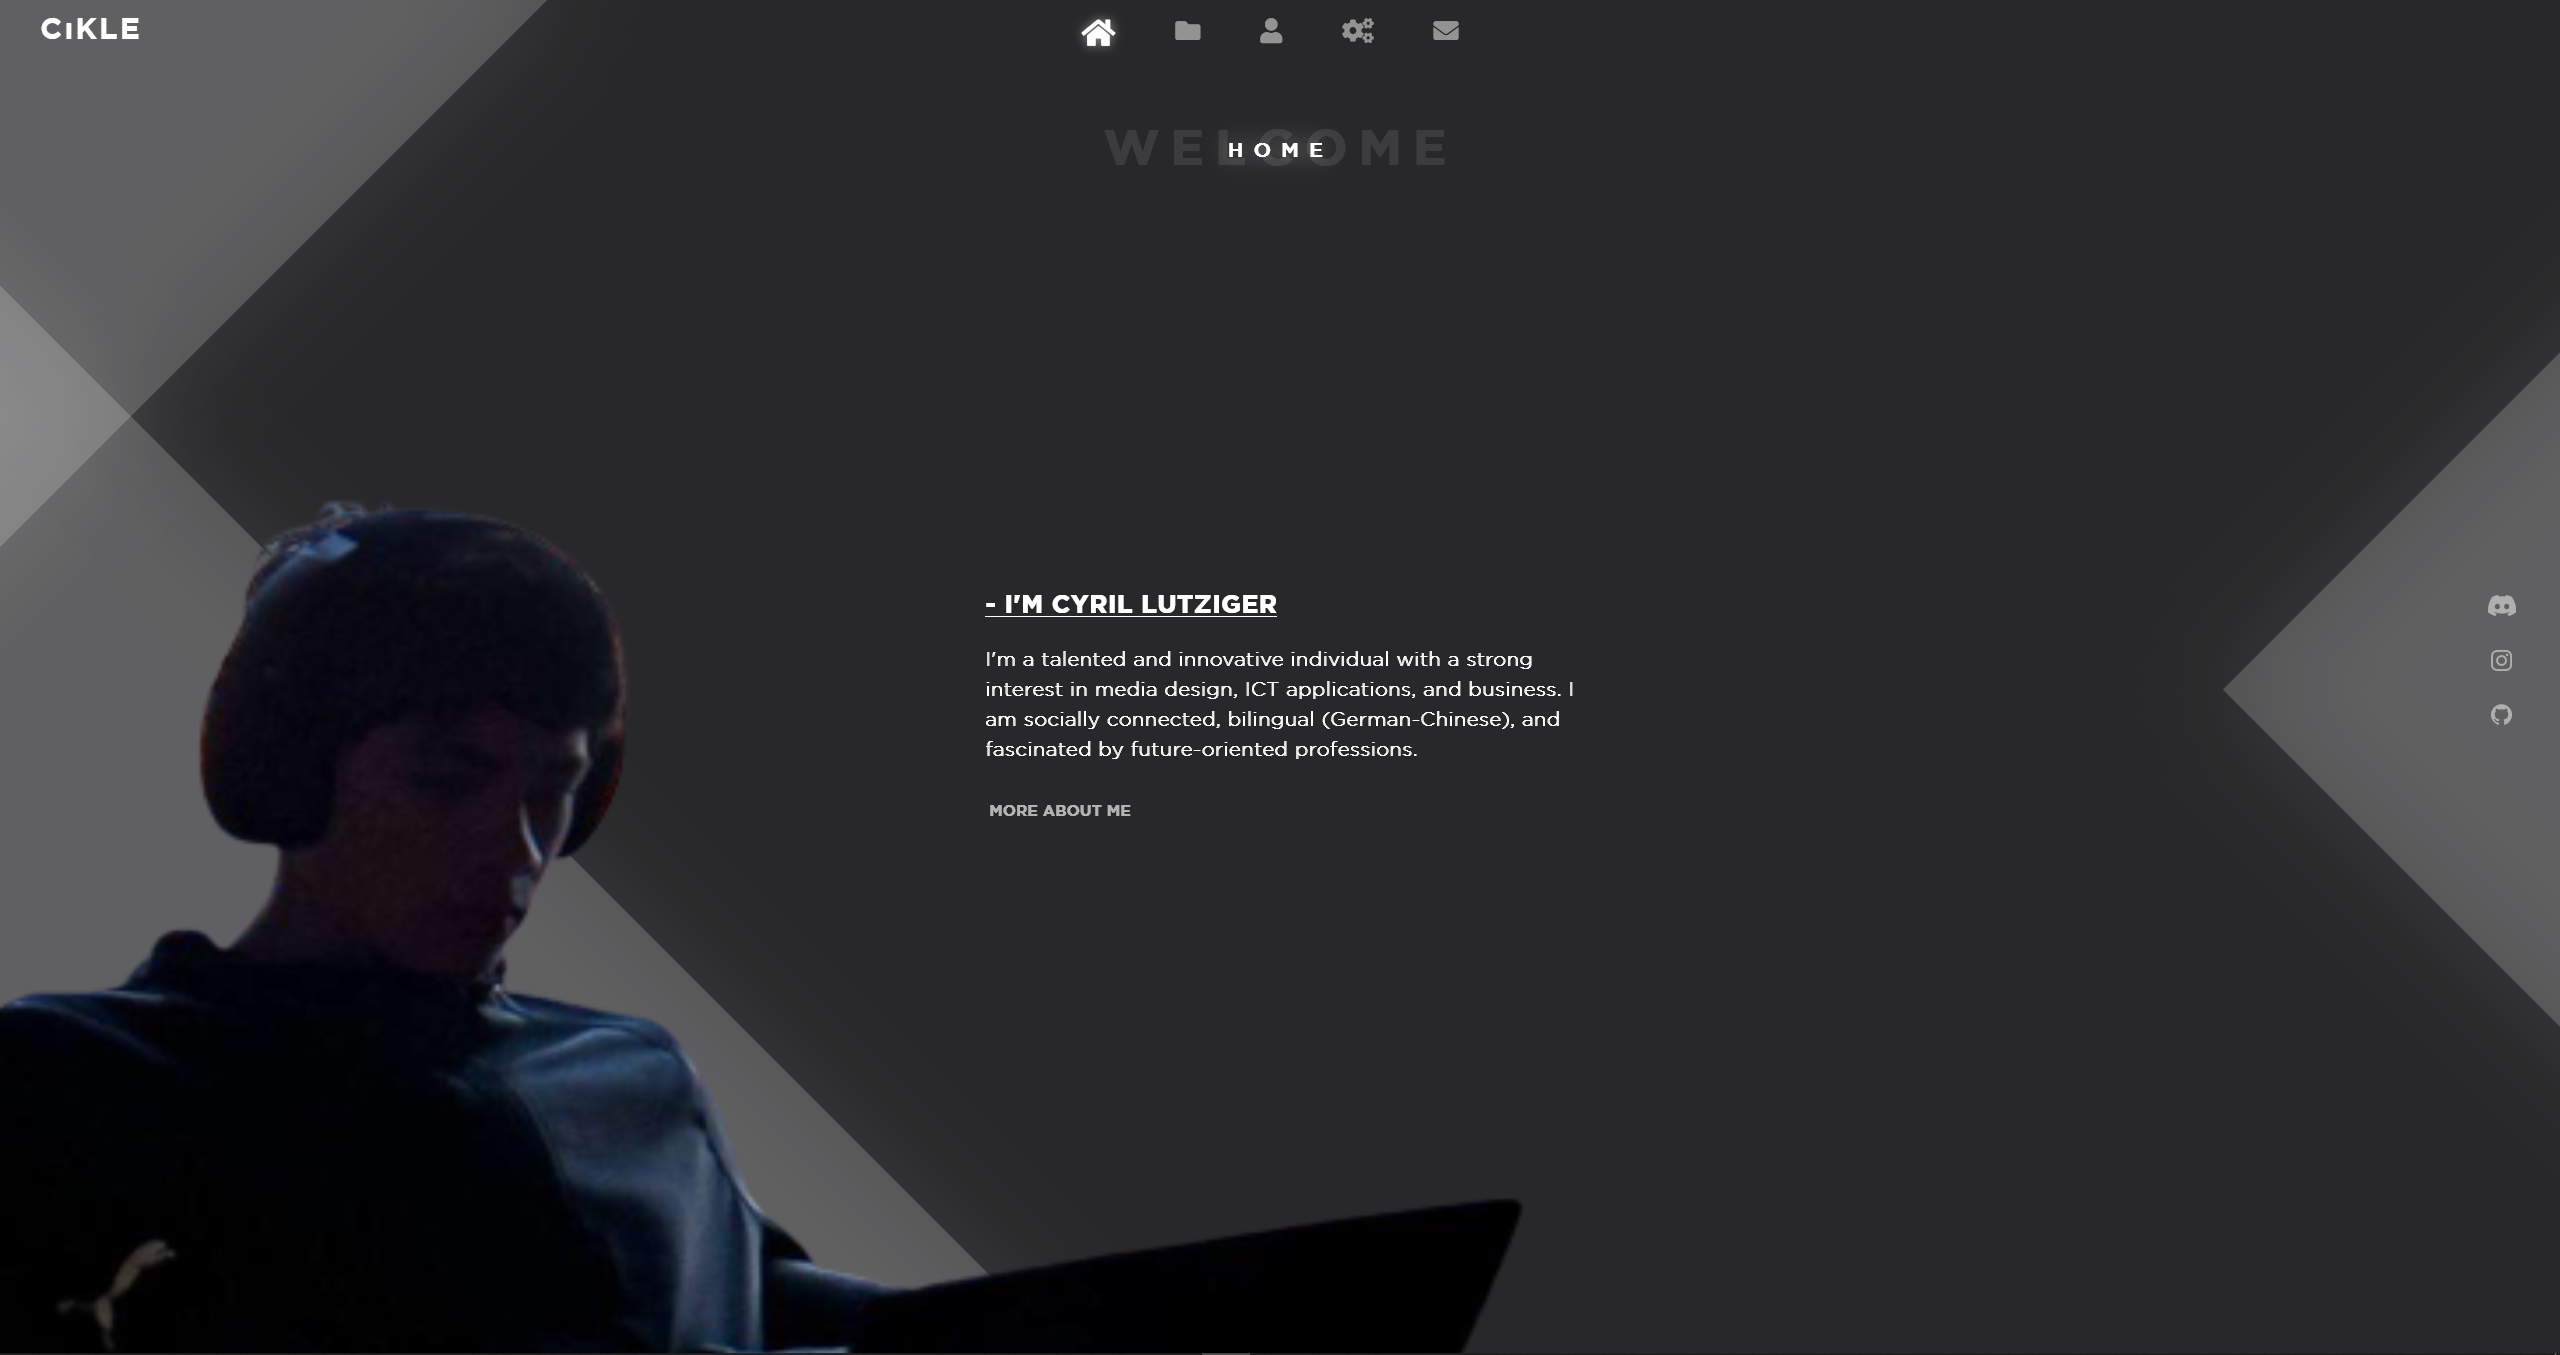 CıKLE
WELCOME
HOME
- I'M CYRIL LUTZIGER
I'm a talented and innovative individual with a strong
interest in media design, ICT applications, and business. I
am socially connected, bilingual (German-Chinese), and
fascinated by future-oriented professions.
MORE ABOUT ME